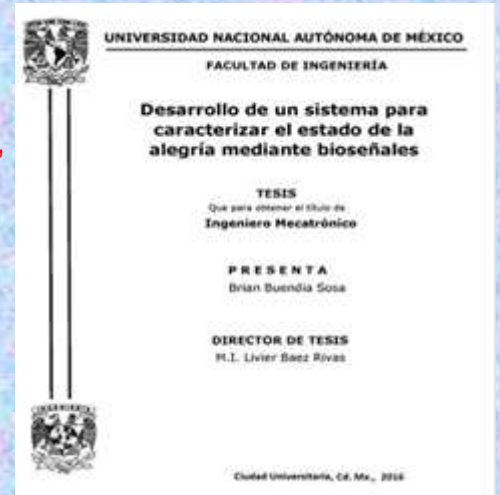 UNIVERSIDAD NACIONAL AUTÓNOMA DE MÉXICO
FACULTAD DE INGENIERÍA
Desarrollo de un sistema para
caracterizar el estado de la
alegría mediante bioseñales
TESIS
Que para obtener el título de
Ingeniero Mecatrónico
PRESENTA
Brian Buendia Sosa
DIRECTOR DE TESIS
M.I. Livier Baez Rivas
Ciudad Universitaria, Cd. Mx., 2016